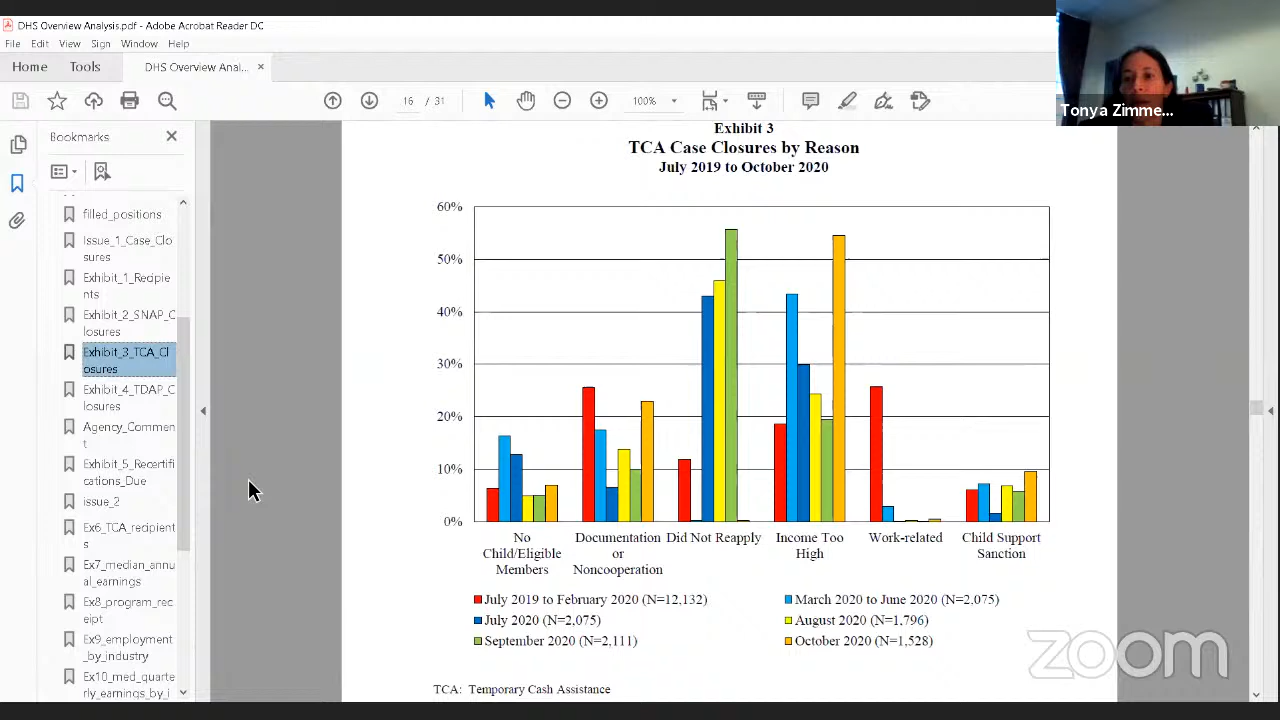 DHS Overview Analysis.pdf - Adobe Acrobat Reader DC
File Edit View Sign Window Help
Home Tools DHS Overview Anal... ×
16 / 3 100%
Tonya Zimme...
Bookmarks
filled_positions
Issue_1_Case_Clo
sures
Exhibit_1_Recipie
nts
Exhibit_2_SNAP_C
losures
Exhibit_3_TCA_Cl
osures
Exhibit_4_TDAP_C
losures
Agency_Commen
t
Exhibit_5_Recertifi
cations_Due
issue_2
Ex6_TCA_recipient
s
Ex7_median_annu
al_earnings
Ex8_program_rec
eipt
Ex9_employment
_by_industry
Ex10_med_quarte
rly_earnings_by_i
Exhibit 3
TCA Case Closures by Reason
July 2019 to October 2020
60%
50%
40%
30%
20%
10%
0%
No
Child/Eligible
Members
Documentation
or
Noncooperation
Did Not Reapply
Income Too
High
Work-related
Child Support
Sanction
July 2019 to February 2020 (N=12,132)
March 2020 to June 2020 (N=2,075)
July 2020 (N=2,075)
August 2020 (N=1,796)
September 2020 (N=2,111)
October 2020 (N=1,528)
TCA: Temporary Cash Assistance
zoom